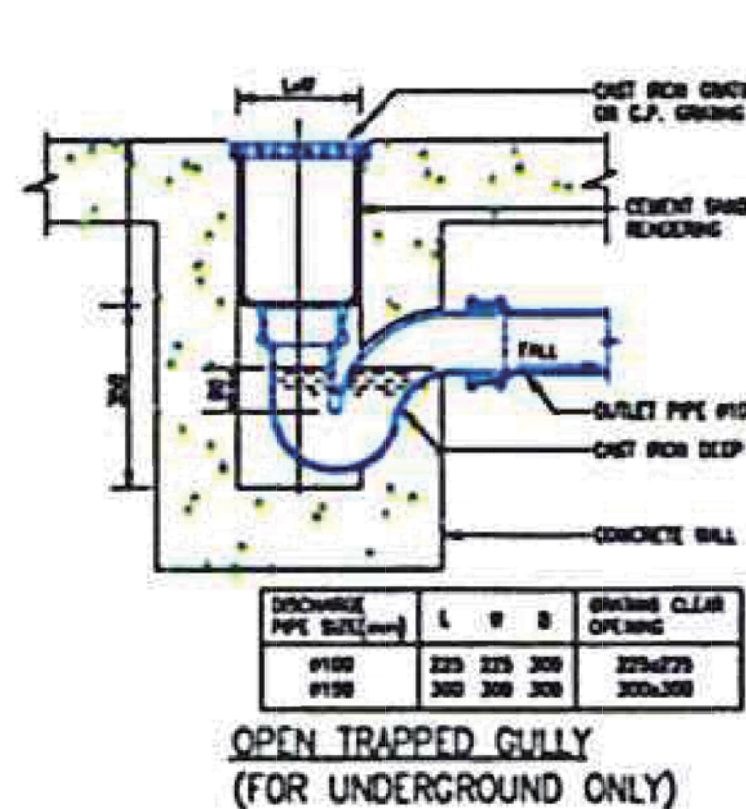 CAST IRON GRATE
OR C.P. GRATING
CEMENT SAND
RENDERING
FALL
OUTLET PIPE
CAST IRON DEEP
CONCRETE WALL
DISCHARGE
PIPE SIZE(mm)
L W D
GRATING CLEAR
OPENING
ø100 225 225 300 225x225
ø150 300 300 300 300x300
OPEN TRAPPED GULLY
(FOR UNDERGROUND ONLY)